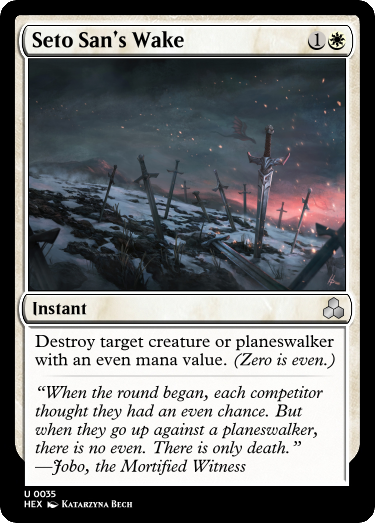 Seto San's Wake
1
Instant
Destroy target creature or planeswalker
with an even mana value. (Zero is even.)
“When the round began, each competitor
thought they had an even chance. But
when they go up against a planeswalker,
there is no even. There is only death.”
—Jobo, the Mortified Witness
U 0035
HEX Katarzyna Bech